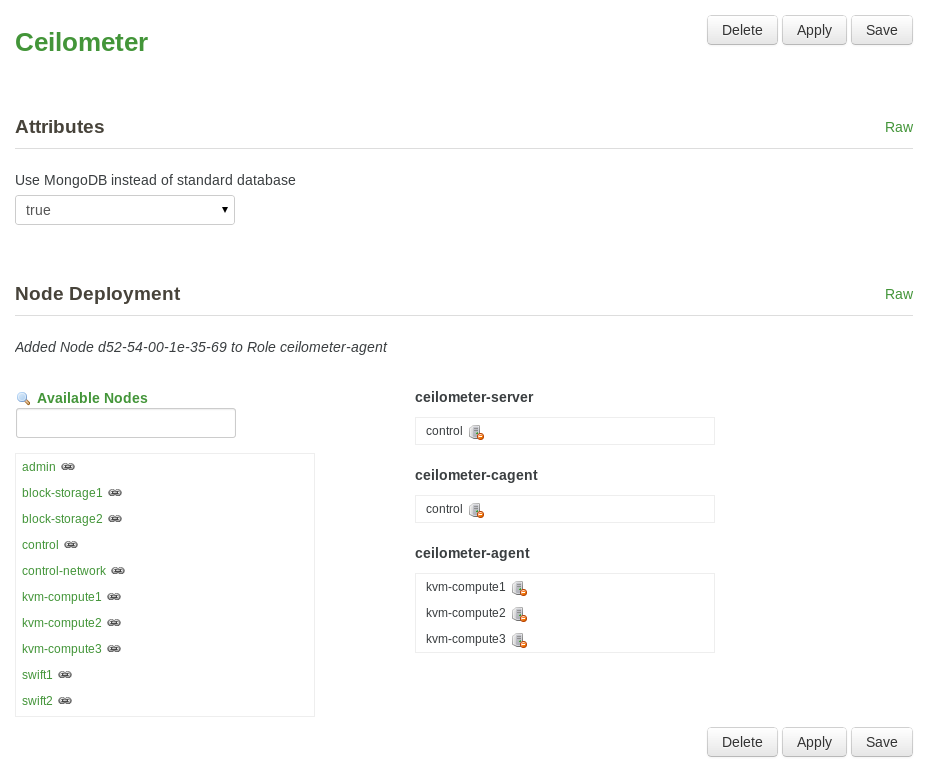 Ceilometer
Delete Apply Save
Attributes
Raw
Use MongoDB instead of standard database
true
Node Deployment
Raw
Added Node d52-54-00-1e-35-69 to Role ceilometer-agent
Available Nodes
admin
block-storage1
block-storage2
control
control-network
kvm-compute1
kvm-compute2
kvm-compute3
swift1
swift2
ceilometer-server
control
ceilometer-cagent
control
ceilometer-agent
kvm-compute1
kvm-compute2
kvm-compute3
Delete Apply Save